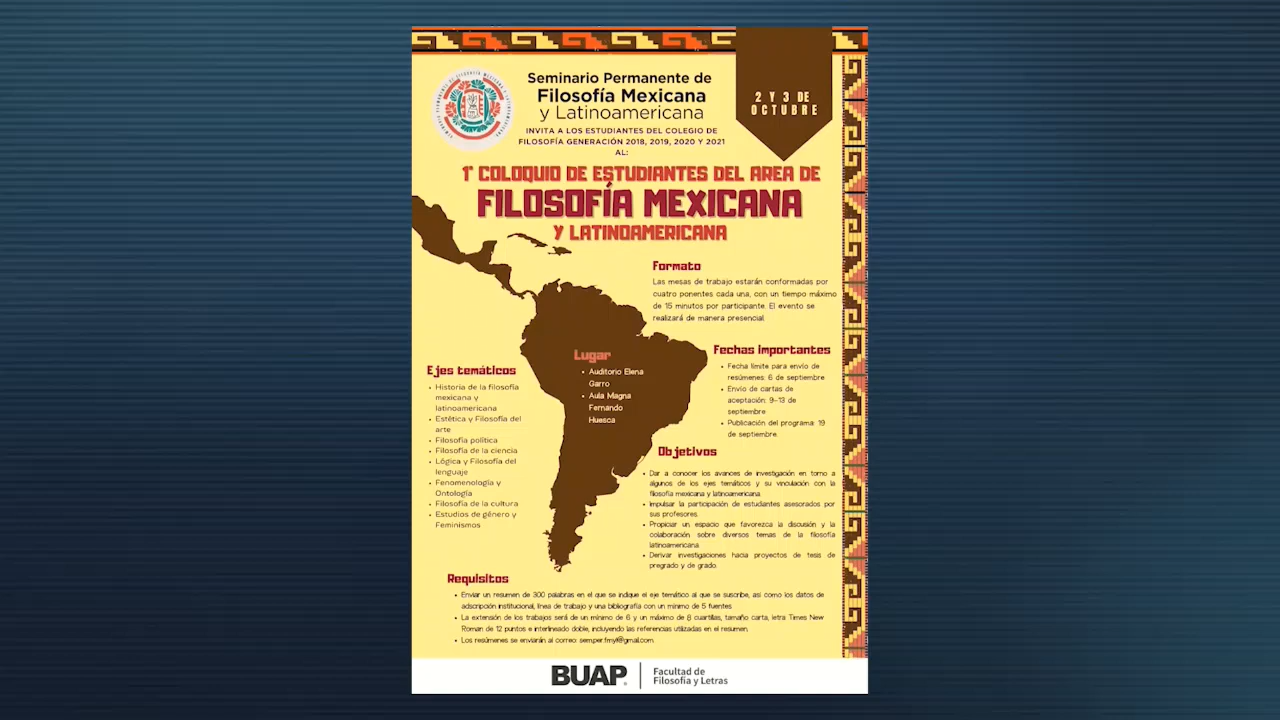 Seminario Permanente de
Filosofía Mexicana
y Latinoamericana
INVITA A LOS ESTUDIANTES DEL COLEGIO DE
FILOSOFÍA GENERACIÓN 2018, 2019, 2020 Y 2021
AL:
2 Y 3 DE
OCTUBRE
1° COLOQUIO DE ESTUDIANTES DEL AREA DE
FILOSOFÍA MEXICANA
Y LATINOAMERICANA
Formato
Las mesas de trabajo estarán conformadas por
cuatro ponentes cada una, con un tiempo máximo
de 15 minutos por participante. El evento se
realizará de manera presencial.
Lugar
• Auditorio Elena
Garro
• Aula Magna
Fernando
Huesca
Fechas importantes
• Fecha límite para envío de
resúmenes: 6 de septiembre
• Envío de cartas de
aceptación: 9-13 de
septiembre
• Publicación del programa: 19
de septiembre.
Ejes temáticos
• Historia de la filosofía
mexicana y
latinoamericana
• Estética y Filosofía del
arte
• Filosofía política
• Filosofía de la ciencia
• Lógica y Filosofía del
lenguaje
• Fenomenología y
Ontología
• Filosofía de la cultura
• Estudios de género y
Feminismos
Objetivos
• Dar a conocer los avances de investigación en torno a
algunos de los ejes temáticos y su vinculación con la
filosofía mexicana y latinoamericana.
• Impulsar la participación de estudiantes asesorados por
sus profesores.
• Propiciar un espacio que favorezca la discusión y la
colaboración sobre diversos temas de la filosofía
latinoamericana.
• Derivar investigaciones hacia proyectos de tesis de
pregrado y de grado.
Requisitos
• Enviar un resumen de 300 palabras en el que se indique el eje temático al que se suscribe, así como los datos de
adscripción institucional, línea de trabajo y una bibliografía con un mínimo de 5 fuentes
• La extensión de los trabajos será de un mínimo de 6 y un máximo de 8 cuartillas, tamaño carta, letra Times New
Roman de 12 puntos e interlineado doble, incluyendo las referencias utilizadas en el resumen.
• Los resúmenes se enviarán al correo:
BUAP.
Facultad de
Filosofía y Letras